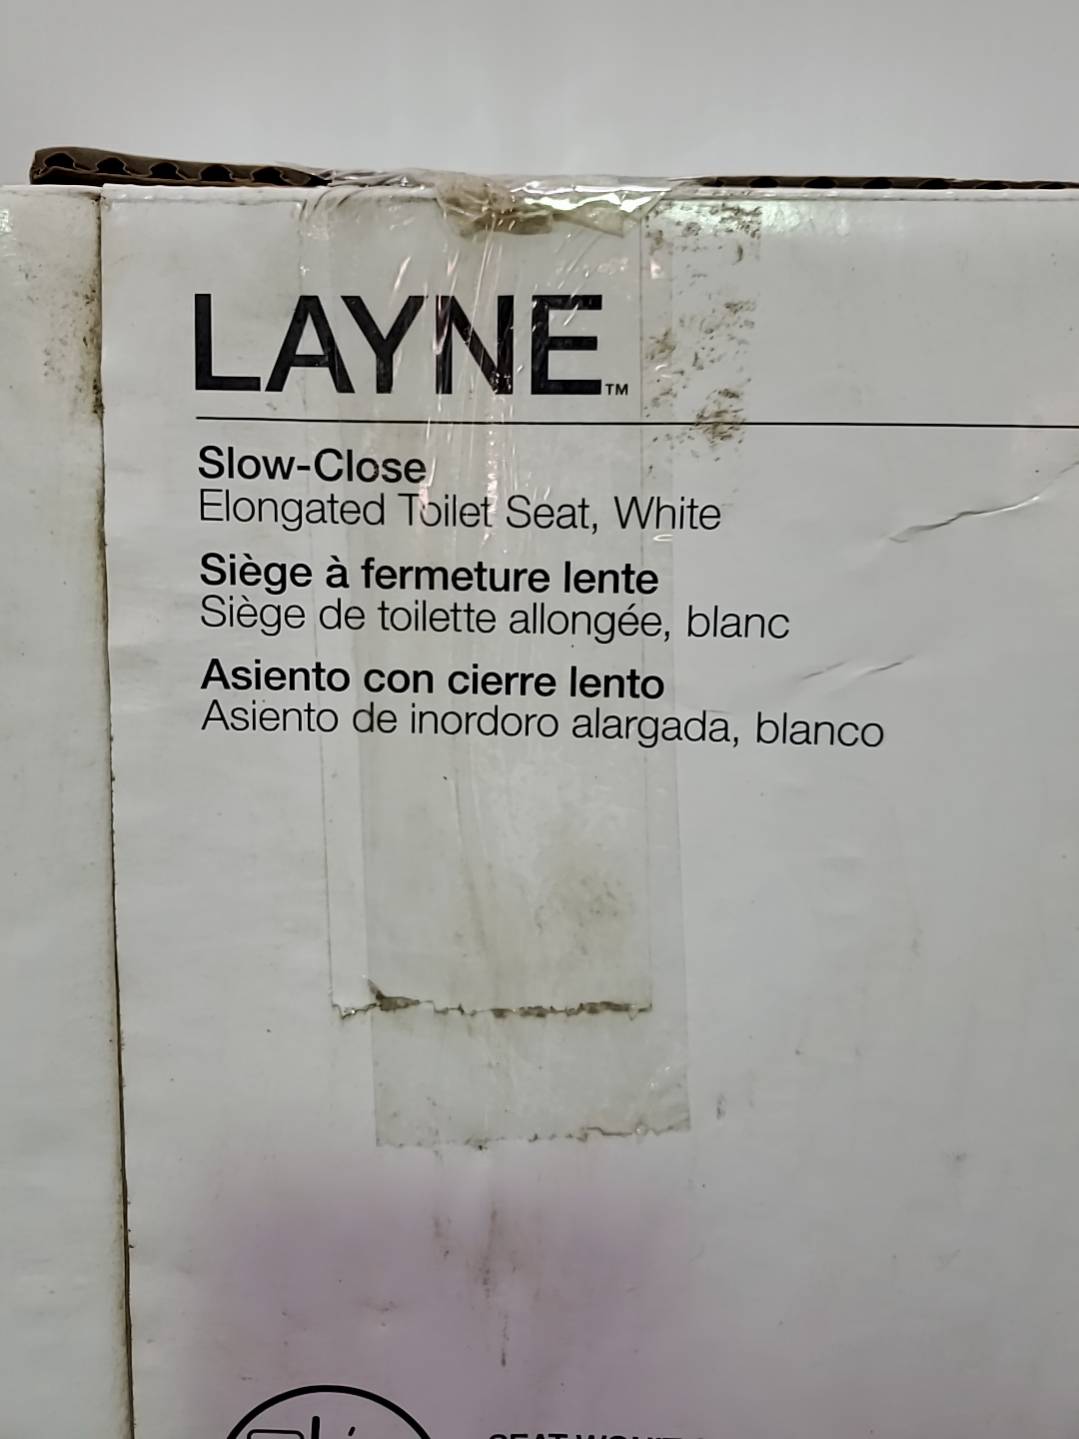 LAYNE™
Slow-Close
Elongated Toilet Seat, White
Siège à fermeture lente
Siège de toilette allongée, blanc
Asiento con cierre lento
Asiento de inordoro alargada, blanco